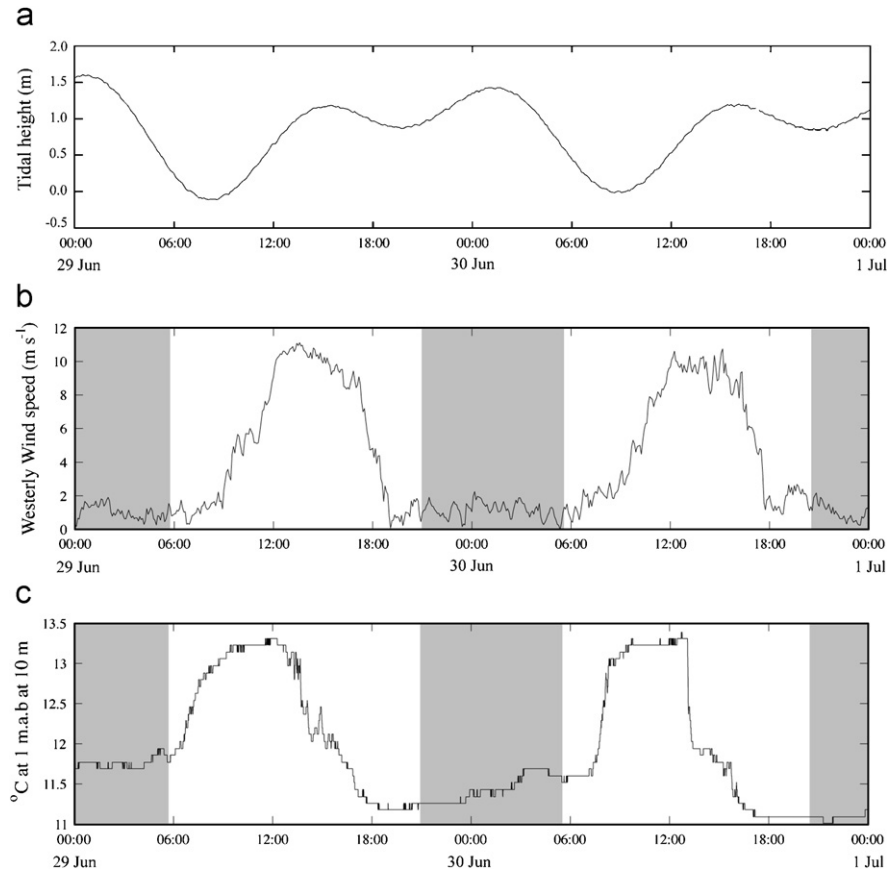 a
Tidal height (m)
2.0
1.5
1.0
0.5
0.0
-0.5
00:00 06:00 12:00 18:00 00:00 06:00 12:00 18:00 00:00
29 Jun 30 Jun 1 Jul
b
Westerly Wind speed (m s⁻¹)
12
10
8
6
4
2
0
00:00 06:00 12:00 18:00 00:00 06:00 12:00 18:00 00:00
29 Jun 30 Jun 1 Jul
c
°C at 1 m.a.b at 10 m
13.5
13
12.5
12
11.5
11
00:00 06:00 12:00 18:00 00:00 06:00 12:00 18:00 00:00
29 Jun 30 Jun 1 Jul